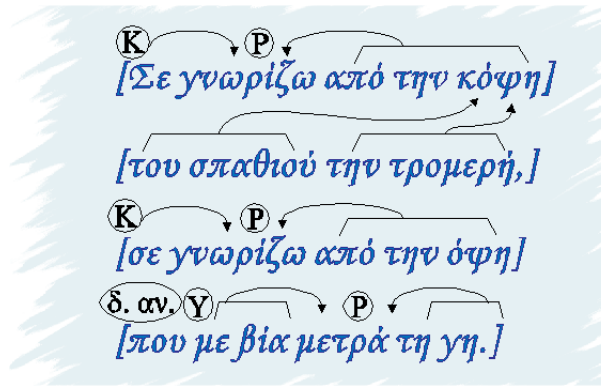 Κ Ρ
[Σε γνωρίζω από την κόψη]
[του σπαθιού την τρομερή,]
Κ Ρ
[σε γνωρίζω από την όψη]
δ. αν. Υ Ρ
[που με βία μετρά τη γη.]